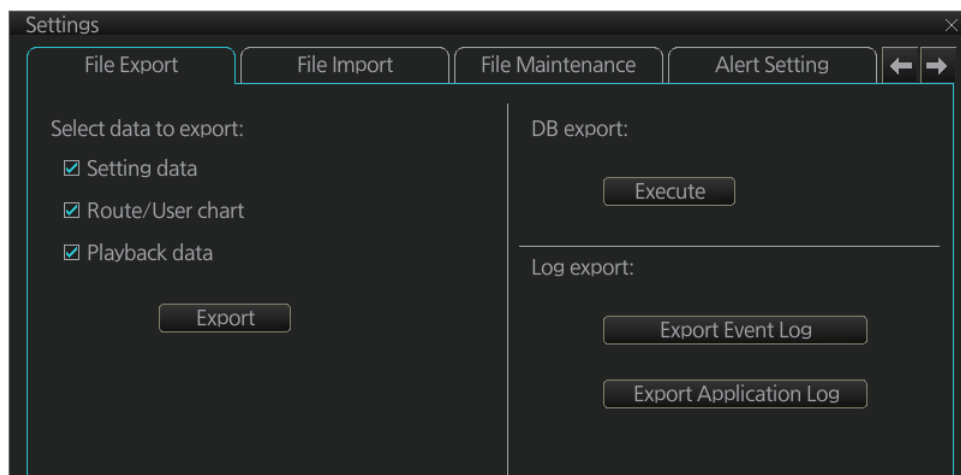 Settings
File Export
File Import
File Maintenance
Alert Setting
Select data to export:
Setting data
Route/User chart
Playback data
Export
DB export:
Execute
Log export:
Export Event Log
Export Application Log